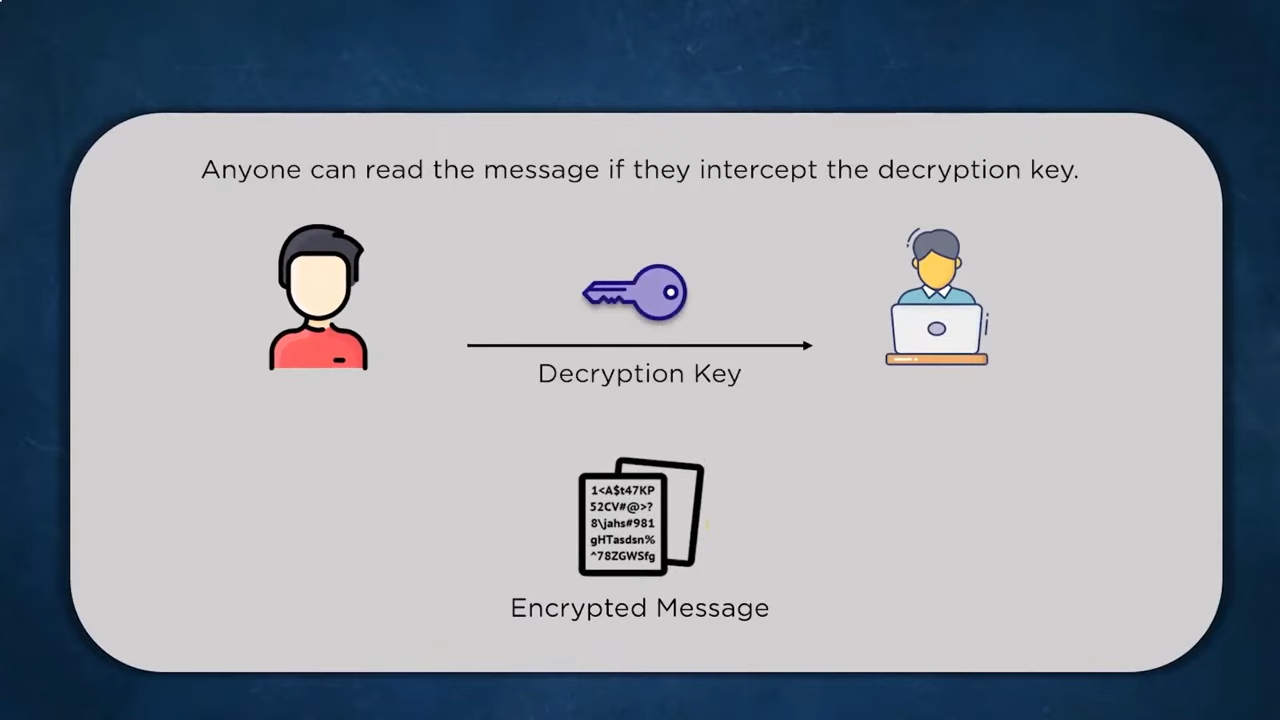 Anyone can read the message if they intercept the decryption key.
Decryption Key
1<A$t47KP
52CV#@>?
8\jahs#981
gHTasdsn%
^78ZGWSfg
Encrypted Message